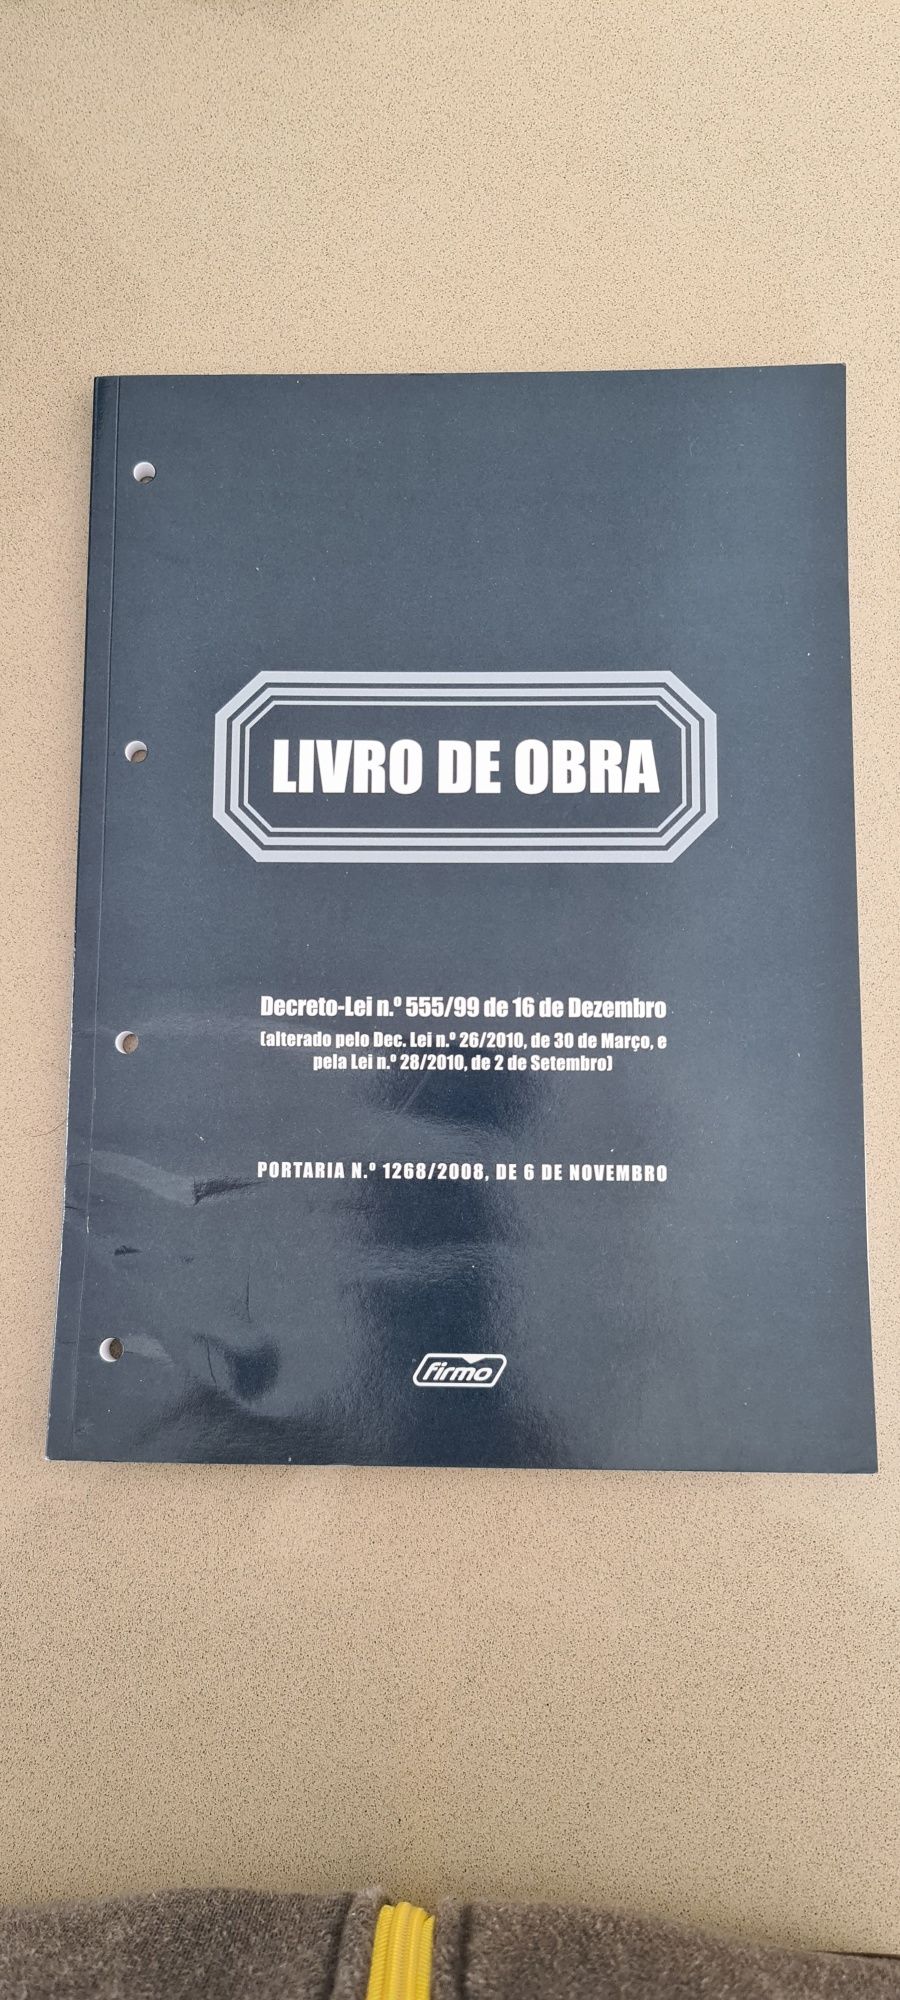 LIVRO DE OBRA
Decreto-Lei n.º 555/99 de 16 de Dezembro
(alterado pelo Dec. Lei n.º 26/2010, de 30 de Março, e
pela Lei n.º 28/2010, de 2 de Setembro)
PORTARIA N.º 1268/2008, DE 6 DE NOVEMBRO
firmo